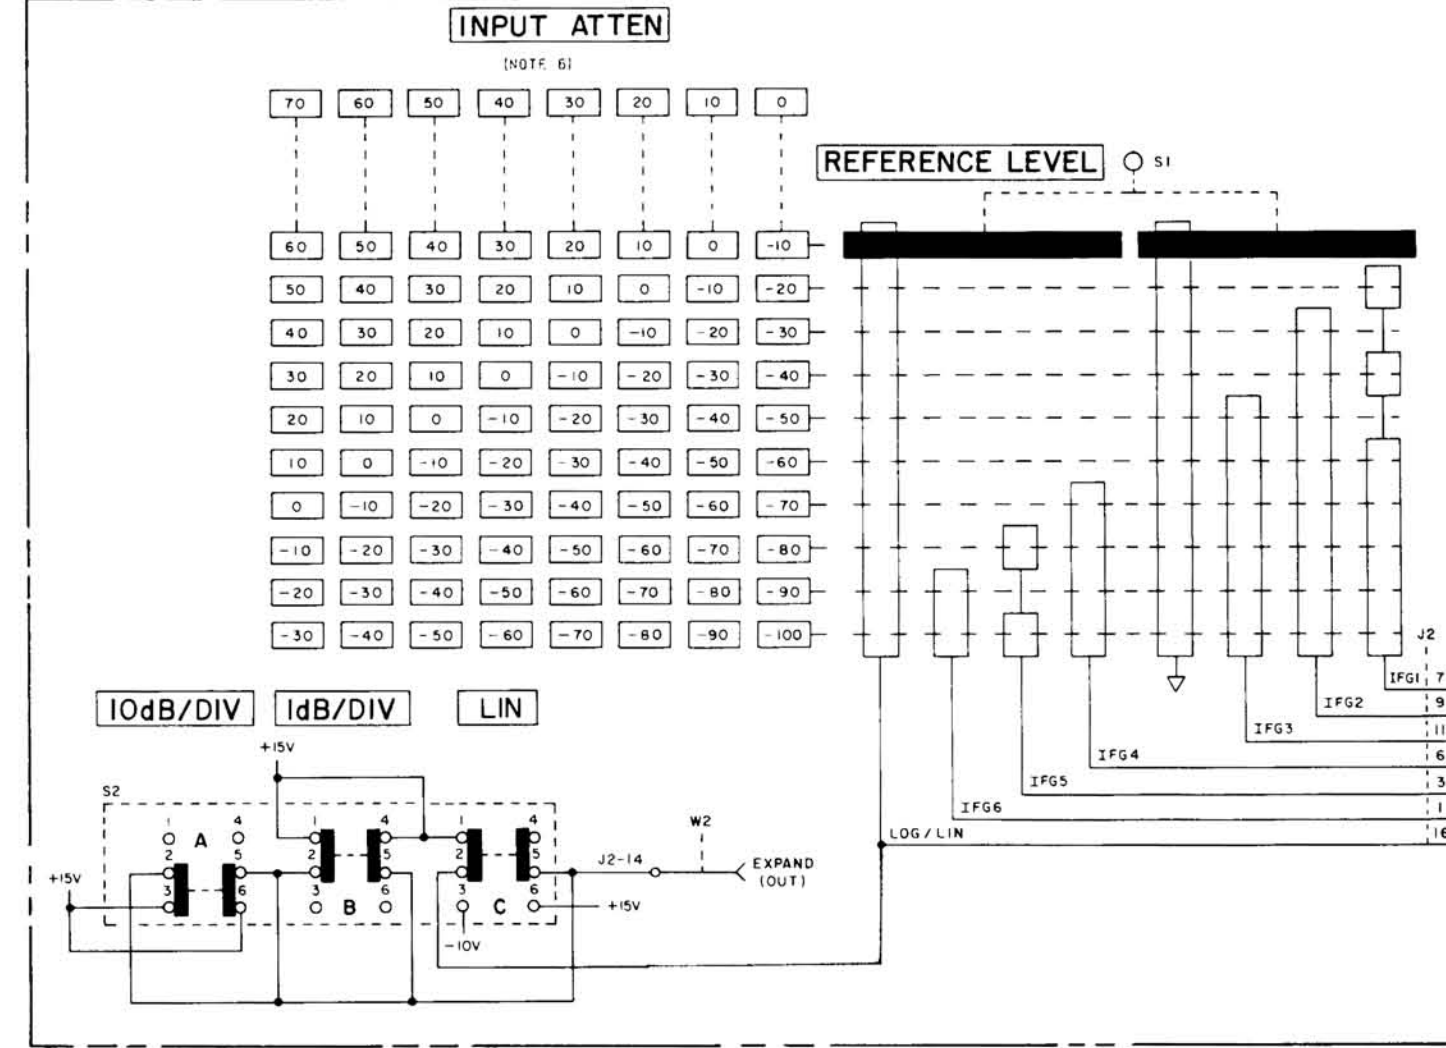 INPUT ATTEN
(NOTE 6)
70 60 50 40 30 20 10 0
REFERENCE LEVEL S1
60 50 40 30 20 10 0 -10
50 40 30 20 10 0 -10 -20
40 30 20 10 0 -10 -20 -30
30 20 10 0 -10 -20 -30 -40
20 10 0 -10 -20 -30 -40 -50
10 0 -10 -20 -30 -40 -50 -60
0 -10 -20 -30 -40 -50 -60 -70
-10 -20 -30 -40 -50 -60 -70 -80
-20 -30 -40 -50 -60 -70 -80 -90
-30 -40 -50 -60 -70 -80 -90 -100
J2
IFG1 7
IFG2 9
IFG3 11
IFG4 6
IFG5 3
IFG6 1
LOG/LIN 16
10dB/DIV 1dB/DIV LIN
+15V
S2
1 4 1 4 1 4
A
2 5 2 5 2 5
+15V
3 6 3 6 3 6
B C
+15V
-10V
J2-14
W2
EXPAND
(OUT)